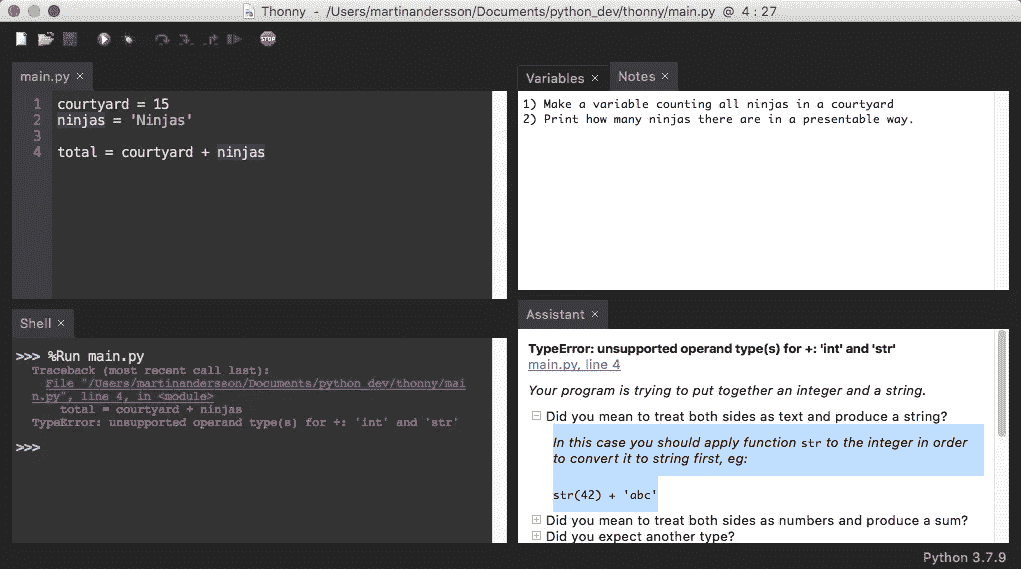 Thonny - /Users/martinandersson/Documents/python_dev/thonny/main.py @ 4 : 27
STOP
main.py ×
1 courtyard = 15
2 ninjas = 'Ninjas'
3
4 total = courtyard + ninjas
Variables × Notes ×
1) Make a variable counting all ninjas in a courtyard
2) Print how many ninjas there are in a presentable way.
Shell ×
>>> %Run main.py
Traceback (most recent call last):
File "/Users/martinandersson/Documents/python_dev/thonny/mai
n.py", line 4, in <module>
total = courtyard + ninjas
TypeError: unsupported operand type(s) for +: 'int' and 'str'
>>>
Assistant ×
TypeError: unsupported operand type(s) for +: 'int' and 'str'
main.py, line 4
Your program is trying to put together an integer and a string.
Did you mean to treat both sides as text and produce a string?
In this case you should apply function str to the integer in order
to convert it to string first, eg:
str(42) + 'abc'
Did you mean to treat both sides as numbers and produce a sum?
Did you expect another type?
Python 3.7.9